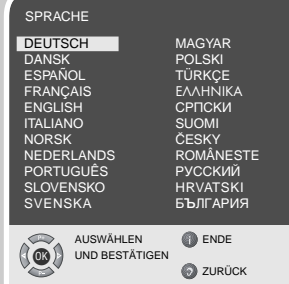 SPRACHE
DEUTSCH
DANSK
ESPAÑOL
FRANÇAIS
ENGLISH
ITALIANO
NORSK
NEDERLANDS
PORTUGUÊS
SLOVENSKO
SVENSKA
MAGYAR
POLSKI
TÜRKÇE
ΕΛΛΗΝΙΚΑ
СРПСКИ
SUOMI
ČESKY
ROMÂNESTE
РУССКИЙ
HRVATSKI
БЪЛГАРИЯ
OK
AUSWÄHLEN
UND BESTÄTIGEN
i ENDE
ZURÜCK